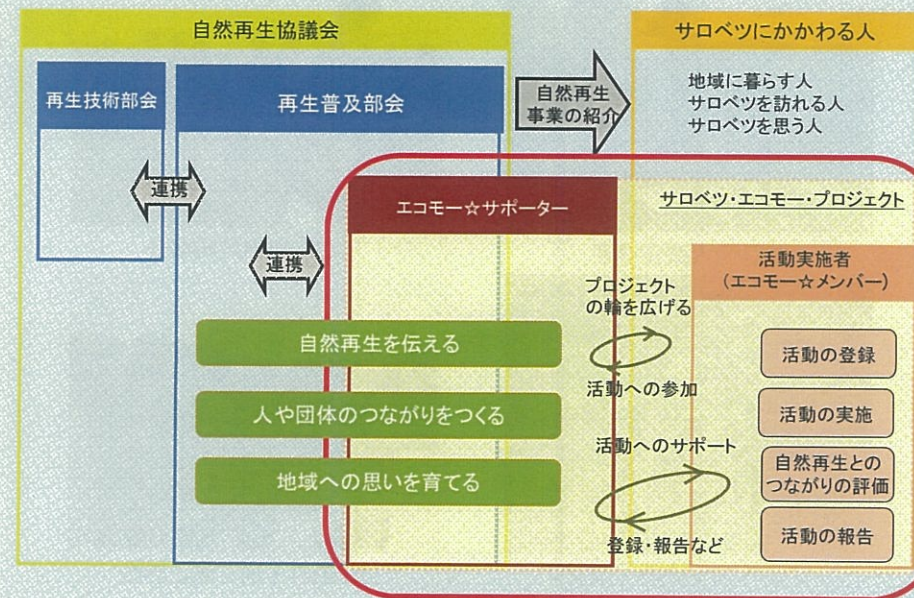 自然再生協議会
サロベツにかかわる人
再生技術部会
再生普及部会
自然再生
事業の紹介
地域に暮らす人
サロベツを訪れる人
サロベツを思う人
連携
エコモー☆サポーター
サロベツ・エコモー・プロジェクト
連携
活動実施者
(エコモー☆メンバー)
プロジェクト
の輪を広げる
自然再生を伝える
活動の登録
活動への参加
人や団体のつながりをつくる
活動の実施
活動へのサポート
自然再生との
つながりの評価
地域への思いを育てる
活動の報告
登録・報告など